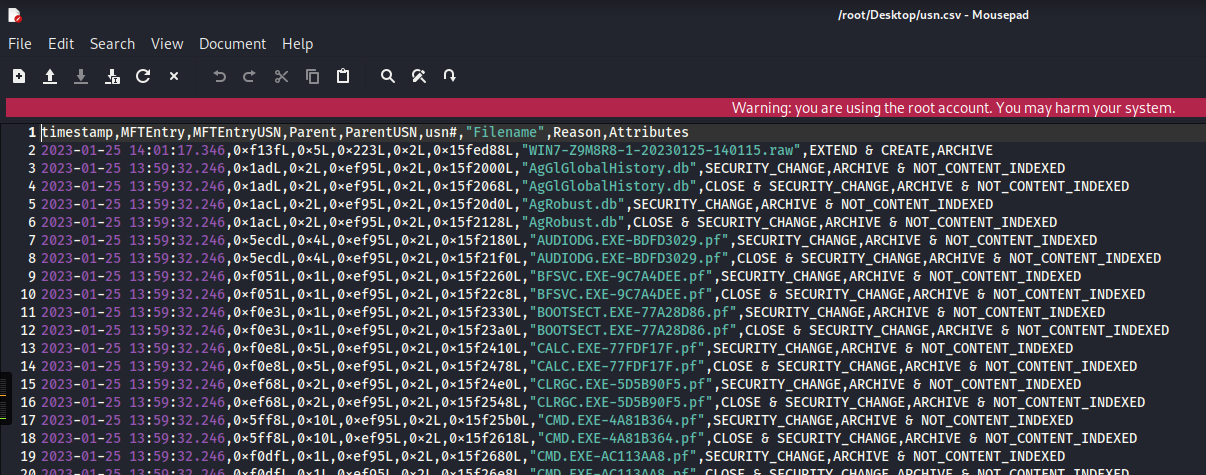 /root/Desktop/usn.csv - Mousepad
File Edit Search View Document Help
Warning: you are using the root account. You may harm your system.
1 timestamp,MFTEntry,MFTEntryUSN,Parent,ParentUSN,usn#,"Filename",Reason,Attributes
2 2023-01-25 14:01:17.346,0×f13fL,0×5L,0×223L,0×2L,0×15fed88L,"WIN7-Z9M8R8-1-20230125-140115.raw",EXTEND & CREATE,ARCHIVE
3 2023-01-25 13:59:32.246,0×1adL,0×2L,0×ef95L,0×2L,0×15f2000L,"AgGlGlobalHistory.db",SECURITY_CHANGE,ARCHIVE & NOT_CONTENT_INDEXED
4 2023-01-25 13:59:32.246,0×1adL,0×2L,0×ef95L,0×2L,0×15f2068L,"AgGlGlobalHistory.db",CLOSE & SECURITY_CHANGE,ARCHIVE & NOT_CONTENT_INDEXED
5 2023-01-25 13:59:32.246,0×1acL,0×2L,0×ef95L,0×2L,0×15f20d0L,"AgRobust.db",SECURITY_CHANGE,ARCHIVE & NOT_CONTENT_INDEXED
6 2023-01-25 13:59:32.246,0×1acL,0×2L,0×ef95L,0×2L,0×15f2128L,"AgRobust.db",CLOSE & SECURITY_CHANGE,ARCHIVE & NOT_CONTENT_INDEXED
7 2023-01-25 13:59:32.246,0×5ecdL,0×4L,0×ef95L,0×2L,0×15f2180L,"AUDIODG.EXE-BDFD3029.pf",SECURITY_CHANGE,ARCHIVE & NOT_CONTENT_INDEXED
8 2023-01-25 13:59:32.246,0×5ecdL,0×4L,0×ef95L,0×2L,0×15f21f0L,"AUDIODG.EXE-BDFD3029.pf",CLOSE & SECURITY_CHANGE,ARCHIVE & NOT_CONTENT_INDEXED
9 2023-01-25 13:59:32.246,0×f051L,0×1L,0×ef95L,0×2L,0×15f2260L,"BFSVC.EXE-9C7A4DEE.pf",SECURITY_CHANGE,ARCHIVE & NOT_CONTENT_INDEXED
10 2023-01-25 13:59:32.246,0×f051L,0×1L,0×ef95L,0×2L,0×15f22c8L,"BFSVC.EXE-9C7A4DEE.pf",CLOSE & SECURITY_CHANGE,ARCHIVE & NOT_CONTENT_INDEXED
11 2023-01-25 13:59:32.246,0×f0e3L,0×1L,0×ef95L,0×2L,0×15f2330L,"BOOTSECT.EXE-77A28D86.pf",SECURITY_CHANGE,ARCHIVE & NOT_CONTENT_INDEXED
12 2023-01-25 13:59:32.246,0×f0e3L,0×1L,0×ef95L,0×2L,0×15f23a0L,"BOOTSECT.EXE-77A28D86.pf",CLOSE & SECURITY_CHANGE,ARCHIVE & NOT_CONTENT_INDEXED
13 2023-01-25 13:59:32.246,0×f0e8L,0×5L,0×ef95L,0×2L,0×15f2410L,"CALC.EXE-77FDF17F.pf",SECURITY_CHANGE,ARCHIVE & NOT_CONTENT_INDEXED
14 2023-01-25 13:59:32.246,0×f0e8L,0×5L,0×ef95L,0×2L,0×15f2478L,"CALC.EXE-77FDF17F.pf",CLOSE & SECURITY_CHANGE,ARCHIVE & NOT_CONTENT_INDEXED
15 2023-01-25 13:59:32.246,0×ef68L,0×2L,0×ef95L,0×2L,0×15f24e0L,"CLRGC.EXE-5D5B90F5.pf",SECURITY_CHANGE,ARCHIVE & NOT_CONTENT_INDEXED
16 2023-01-25 13:59:32.246,0×ef68L,0×2L,0×ef95L,0×2L,0×15f2548L,"CLRGC.EXE-5D5B90F5.pf",CLOSE & SECURITY_CHANGE,ARCHIVE & NOT_CONTENT_INDEXED
17 2023-01-25 13:59:32.246,0×5ff8L,0×10L,0×ef95L,0×2L,0×15f25b0L,"CMD.EXE-4A81B364.pf",SECURITY_CHANGE,ARCHIVE & NOT_CONTENT_INDEXED
18 2023-01-25 13:59:32.246,0×5ff8L,0×10L,0×ef95L,0×2L,0×15f2618L,"CMD.EXE-4A81B364.pf",CLOSE & SECURITY_CHANGE,ARCHIVE & NOT_CONTENT_INDEXED
19 2023-01-25 13:59:32.246,0×f0dfL,0×1L,0×ef95L,0×2L,0×15f2680L,"CMD.EXE-AC113AA8.pf",SECURITY_CHANGE,ARCHIVE & NOT_CONTENT_INDEXED
20 2023-01-25 13:59:32.246,0×f0dfL,0×1L,0×ef95L,0×2L,0×15f26e8L,"CMD.EXE-AC113AA8.pf",CLOSE & SECURITY_CHANGE,ARCHIVE & NOT_CONTENT_INDEXED